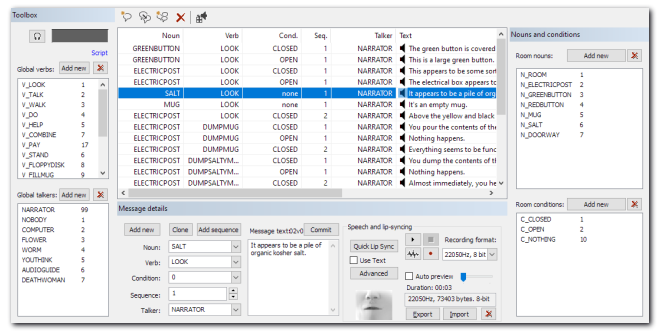 Toolbox
Script
Global verbs: Add new
V_LOOK 1
V_TALK 2
V_WALK 3
V_DO 4
V_HELP 5
V_COMBINE 7
V_PAY 17
V_STAND 6
V_FLOPPYDISK 8
V_FILLMUG 9
Global talkers: Add new
NARRATOR 99
NOBODY 1
COMPUTER 2
FLOWER 3
WORM 4
YOUTHINK 5
AUDIOGUIDE 6
DEATHWOMAN 7
Noun Verb Cond. Seq. Talker Text
GREENBUTTON LOOK CLOSED 1 NARRATOR The green button is covered
GREENBUTTON LOOK OPEN 1 NARRATOR This is a large green button.
ELECTRICPOST LOOK CLOSED 1 NARRATOR This appears to be some sort
ELECTRICPOST LOOK OPEN 1 NARRATOR The electrical box appears to
SALT LOOK none 1 NARRATOR It appears to be a pile of orga
MUG LOOK none 1 NARRATOR It's an empty mug.
ELECTRICPOST LOOK CLOSED 2 NARRATOR Above the yellow and black
ELECTRICPOST DUMPMUG CLOSED 1 NARRATOR You pour the contents of the
ELECTRICPOST DUMPMUG OPEN 1 NARRATOR Nothing happens.
ELECTRICPOST DUMPMUG CLOSED 2 NARRATOR Everything seems to be func
ELECTRICPOST DUMPSALTYM... CLOSED 1 NARRATOR You dump the contents of t
ELECTRICPOST DUMPSALTYM... OPEN 1 NARRATOR Nothing happens.
ELECTRICPOST DUMPSALTYM... CLOSED 2 NARRATOR Almost immediately, you he
Message details
Add new Clone Add sequence Message text:02v0 Commit
Noun: SALT
Verb: LOOK
Condition: 0
Sequence: 1
Talker: NARRATOR
It appears to be a pile of
organic kosher salt.
Speech and lip-syncing
Quick Lip Sync Recording format:
Use Text 22050Hz, 8 bit
Advanced Auto preview
Duration: 00:03
22050Hz, 73403 bytes. 8-bit
Export Import
Nouns and conditions
Room nouns: Add new
N_ROOM 1
N_ELECTRICPOST 2
N_GREENBUTTON 3
N_REDBUTTON 4
N_MUG 5
N_SALT 6
N_DOORWAY 7
Room conditions: Add new
C_CLOSED 1
C_OPEN 2
C_NOTHING 10